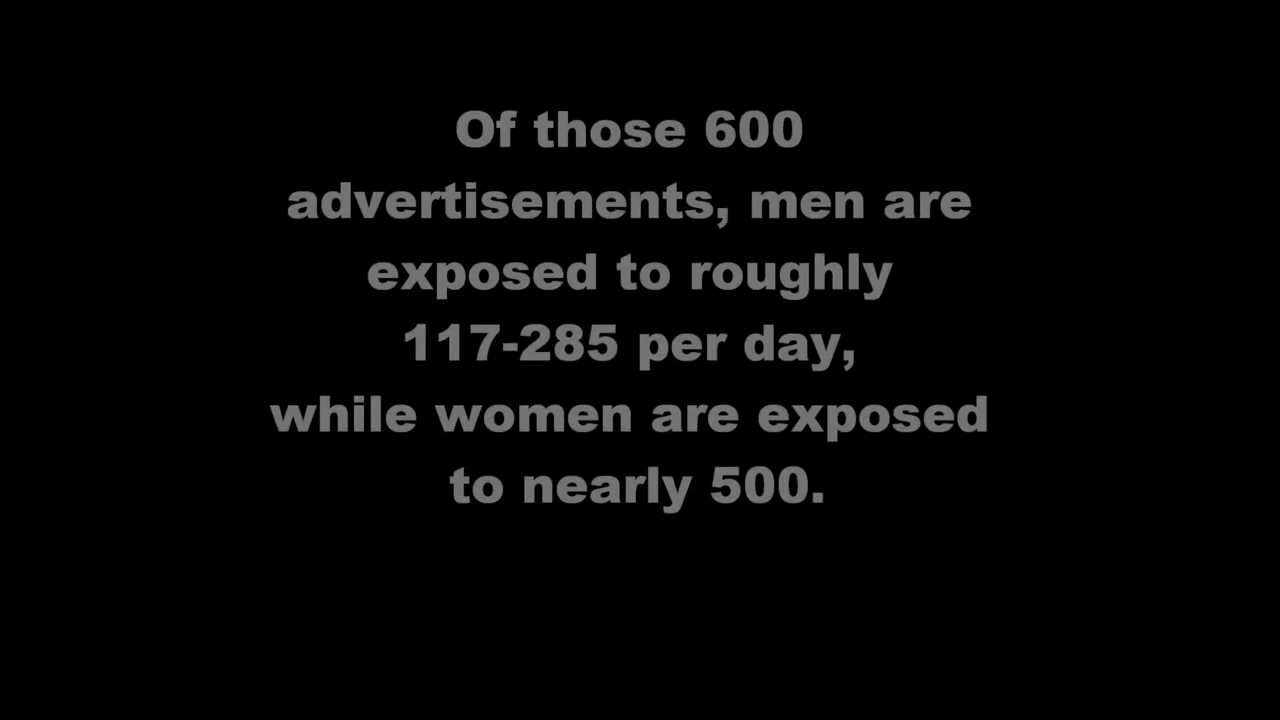 Of those 600
advertisements, men are
exposed to roughly
117-285 per day,
while women are exposed
to nearly 500.